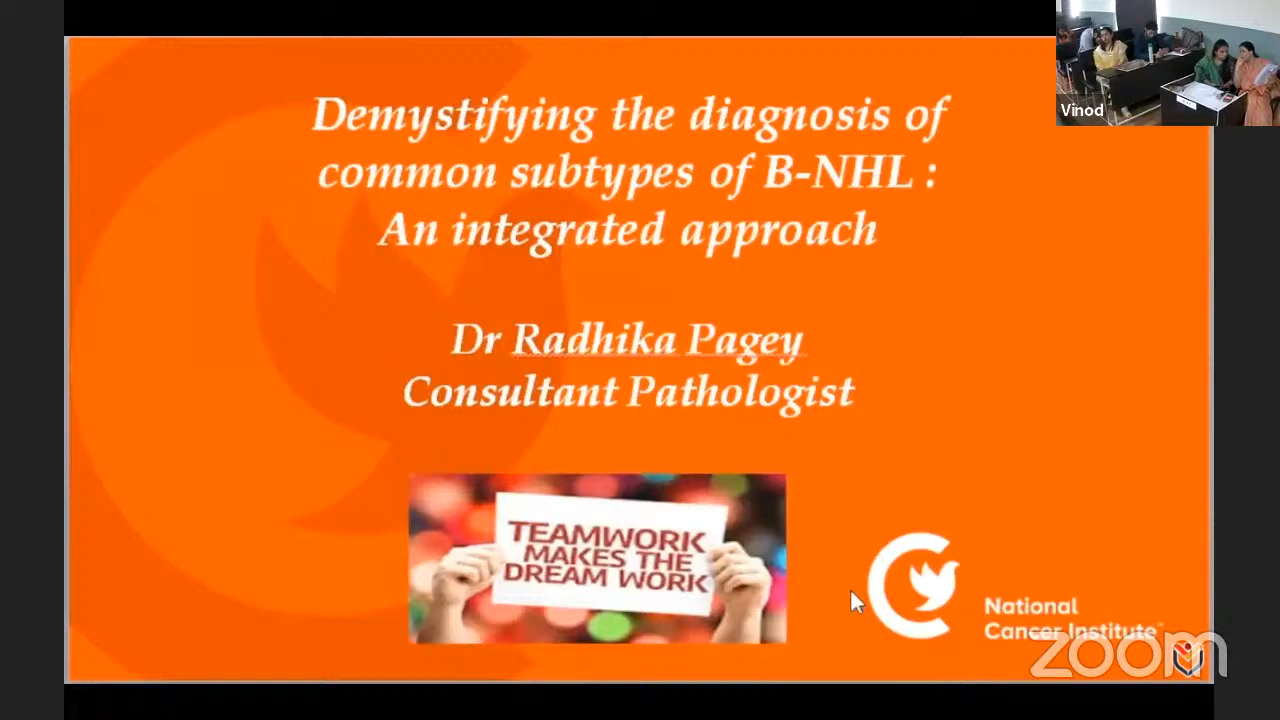 Demystifying the diagnosis of
common subtypes of B-NHL :
An integrated approach
Dr Radhika Pagey
Consultant Pathologist
TEAMWORK
MAKES THE
DREAM WORK
National
Cancer Institute
zoom
Vinod